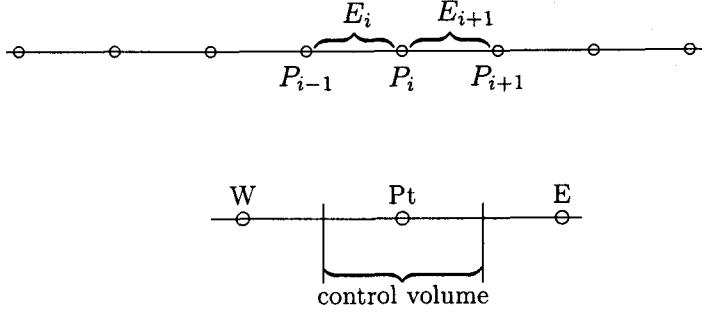 E_i E_{i+1}
P_{i-1} P_i P_{i+1}
W Pt E
control volume